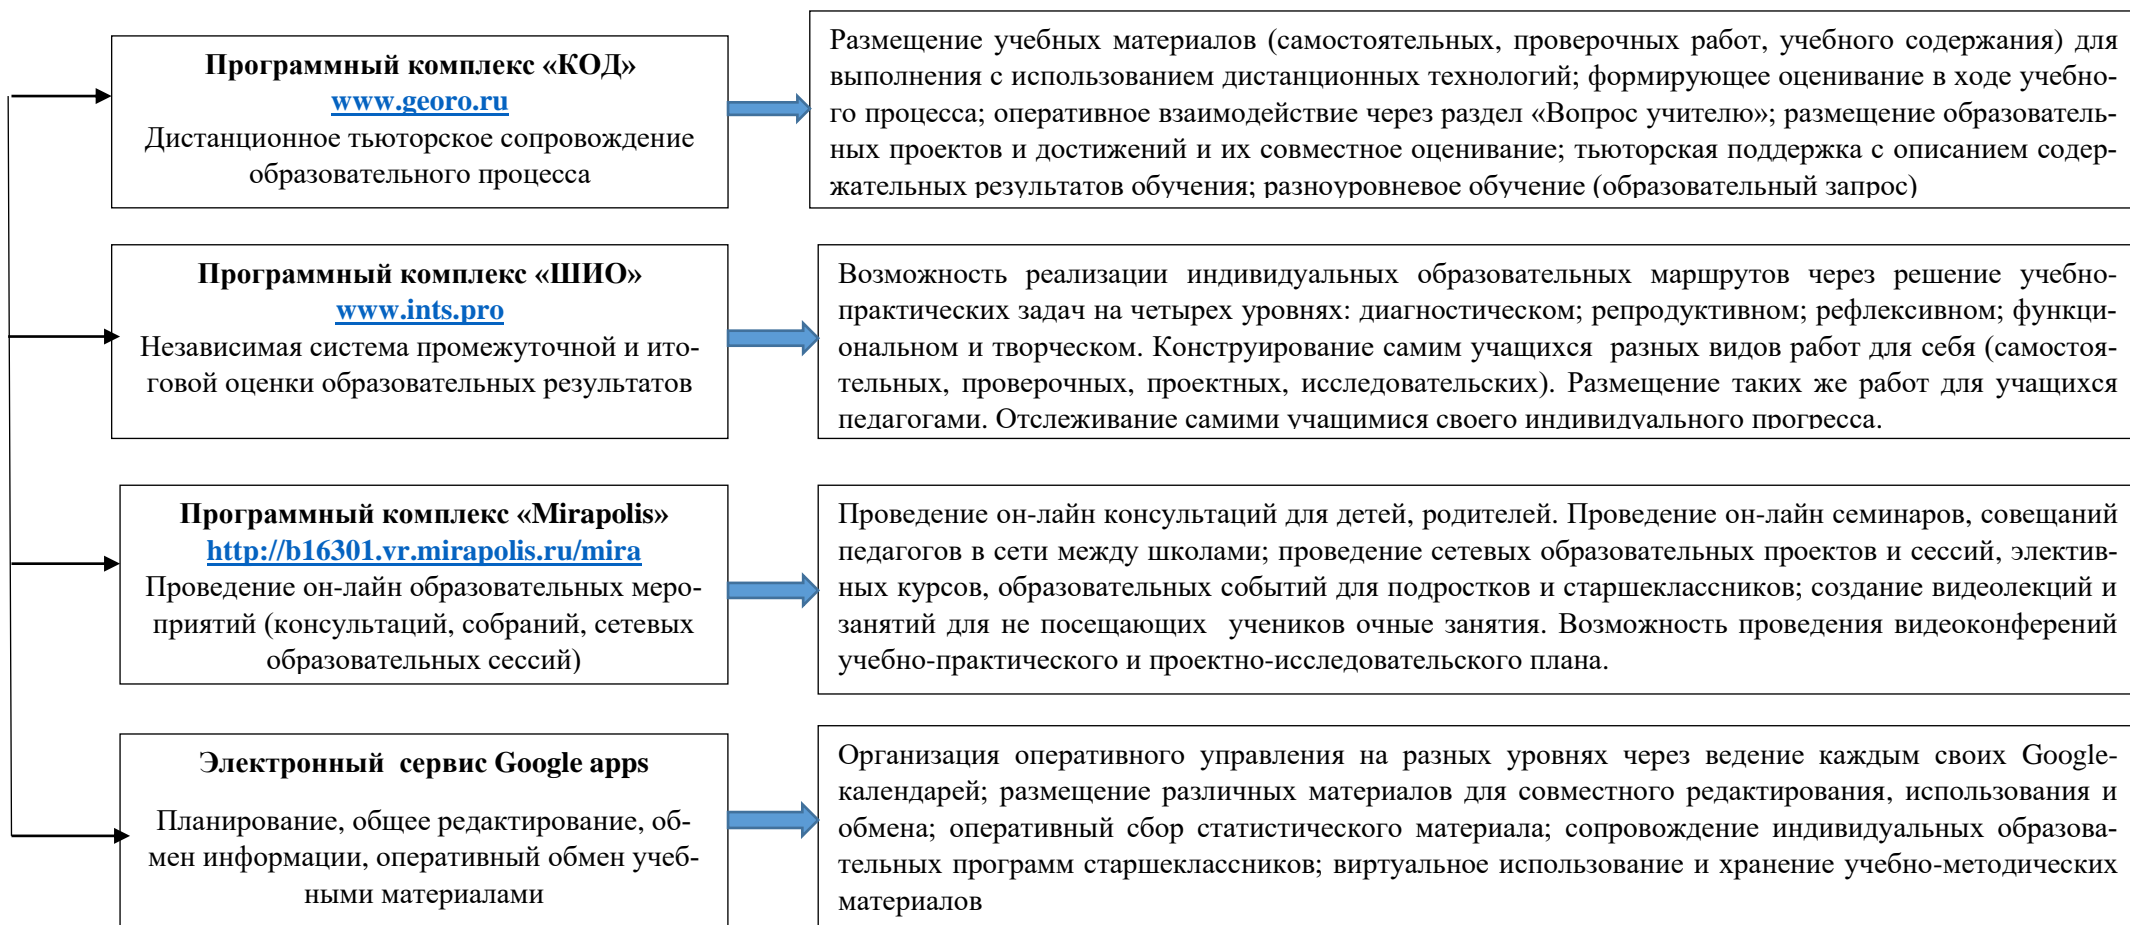 Программный комплекс «КОД»
www.georo.ru
Дистанционное тьюторское сопровождение
образовательного процесса
Размещение учебных материалов (самостоятельных, проверочных работ, учебного содержания) для
выполнения с использованием дистанционных технологий; формирующее оценивание в ходе учебно-
го процесса; оперативное взаимодействие через раздел «Вопрос учителю»; размещение образователь-
ных проектов и достижений и их совместное оценивание; тьюторская поддержка с описанием содер-
жательных результатов обучения; разноуровневое обучение (образовательный запрос)
Программный комплекс «ШИО»
www.ints.pro
Независимая система промежуточной и ито-
говой оценки образовательных результатов
Возможность реализации индивидуальных образовательных маршрутов через решение учебно-
практических задач на четырех уровнях: диагностическом; репродуктивном; рефлексивном; функци-
ональном и творческом. Конструирование самим учащихся  разных видов работ для себя (самостоя-
тельных, проверочных, проектных, исследовательских). Размещение таких же работ для учащихся
педагогами. Отслеживание самими учащимися своего индивидуального прогресса.
Программный комплекс «Mirapolis»
http://b16301.vr.mirapolis.ru/mira
Проведение он-лайн образовательных меро-
приятий (консультаций, собраний, сетевых
образовательных сессий)
Проведение он-лайн консультаций для детей, родителей. Проведение он-лайн семинаров, совещаний
педагогов в сети между школами; проведение сетевых образовательных проектов и сессий, электив-
ных курсов, образовательных событий для подростков и старшеклассников; создание видеолекций и
занятий для не посещающих  учеников очные занятия. Возможность проведения видеоконферений
учебно-практического и проектно-исследовательского плана.
Электронный  сервис Google apps
Планирование, общее редактирование, об-
мен информации, оперативный обмен учеб-
ными материалами
Организация оперативного управления на разных уровнях через ведение каждым своих Google-
календарей; размещение различных материалов для совместного редактирования, использования и
обмена; оперативный сбор статистического материала; сопровождение индивидуальных образова-
тельных программ старшеклассников; виртуальное использование и хранение учебно-методических
материалов